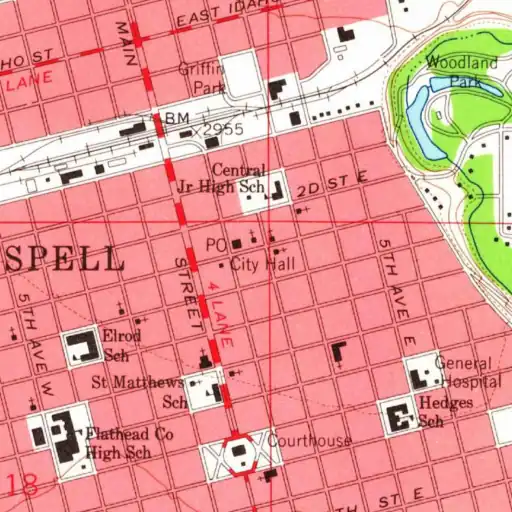 EAST IDAHO
MAIN
HO ST
LANE
Griffin
Park
Woodland
Park
BM
X2955
Central
Jr High Sch
2D ST E
SPELL
PO
City Hall
STREET
4 LANE
5TH AVE E
5TH AVE W
Elrod
Sch
St Matthews
Sch
General
Hospital
Hedges
Sch
Flathead Co
High Sch
Courthouse
18
TH ST E